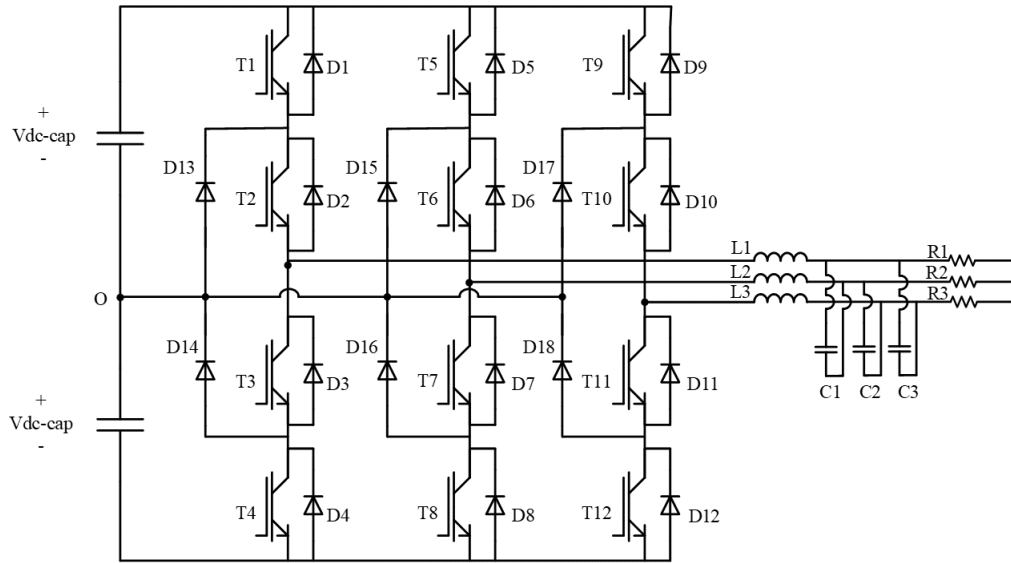 T1
D1
T5
D5
T9
D9
+
Vdc-cap
-
D13
D15
D17
T2
D2
T6
D6
T10
D10
L1
R1
L2
R2
O
L3
R3
D14
D16
D18
T3
D3
T7
D7
T11
D11
C1
C2
C3
+
Vdc-cap
-
T4
D4
T8
D8
T12
D12